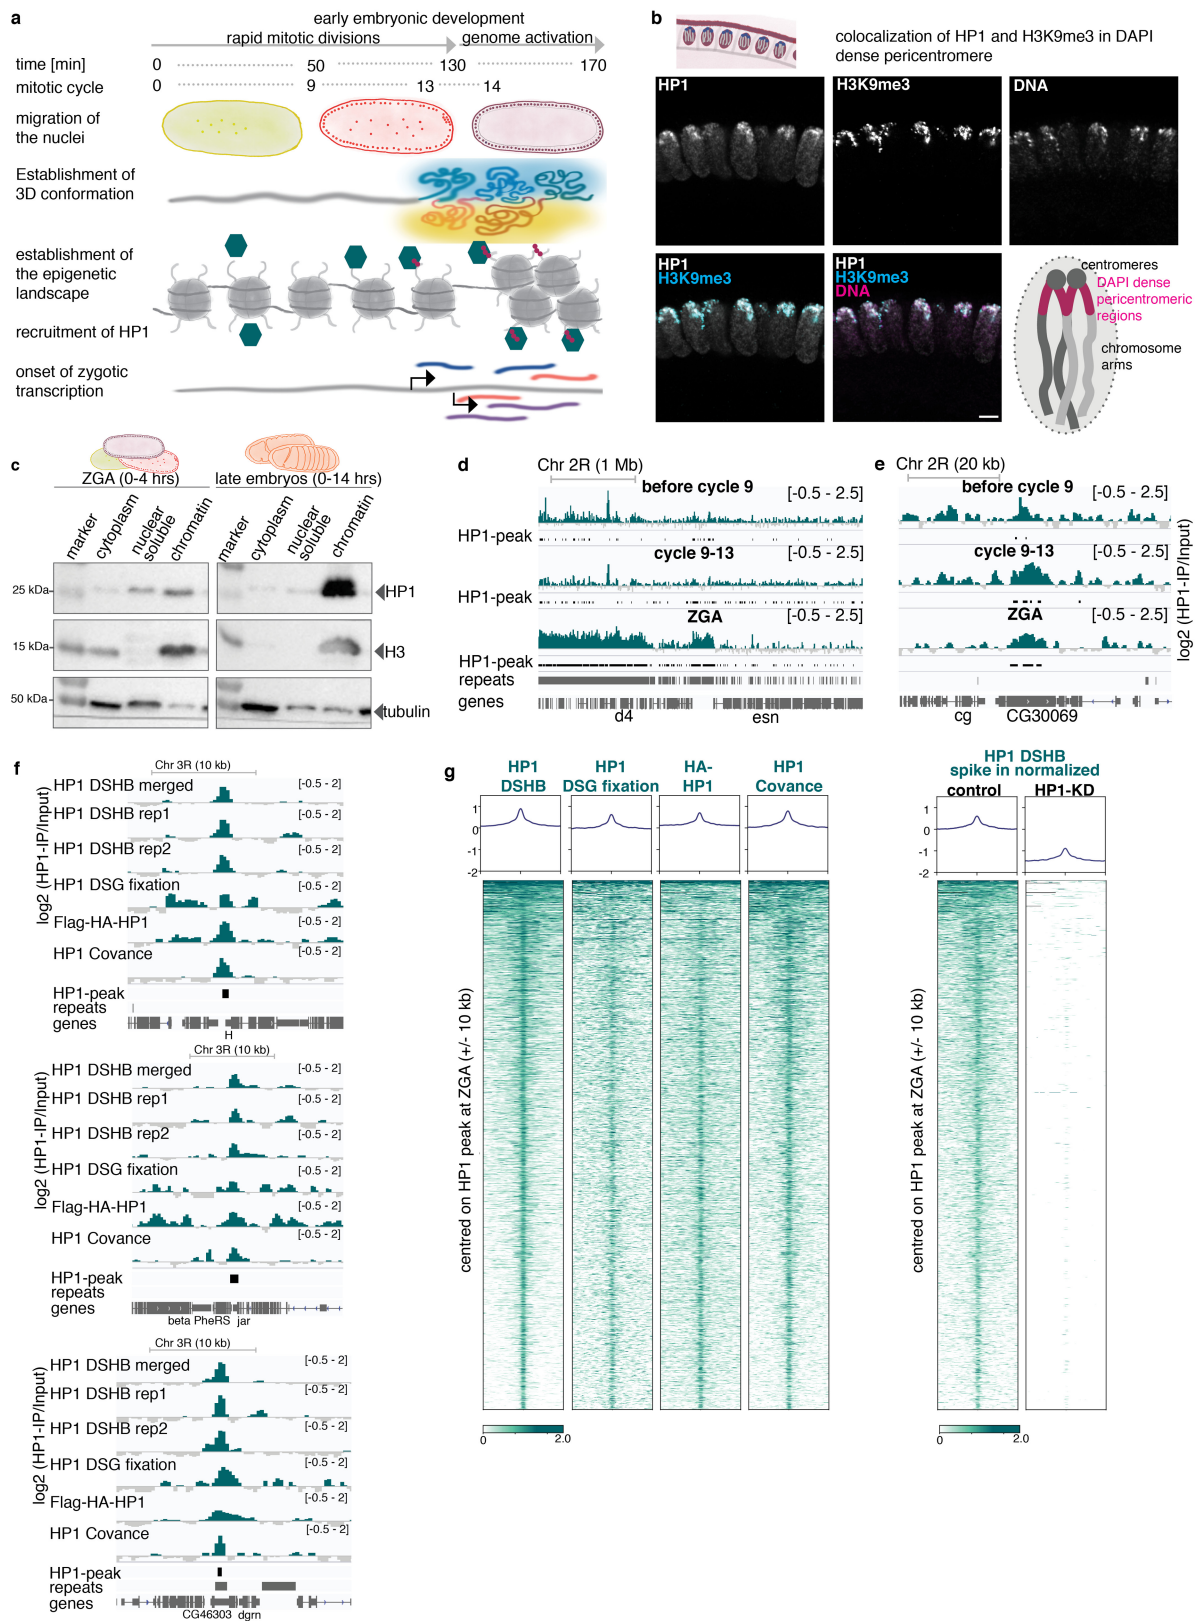 a
early embryonic development
rapid mitotic divisions
genome activation
time [min]
0
50
130
170
mitotic cycle
0
9
13
14
migration of
the nuclei
Establishment of
3D conformation
establishment of
the epigenetic
landscape
recruitment of HP1
onset of zygotic
transcription
b
colocalization of HP1 and H3K9me3 in DAPI
dense pericentromere
HP1
H3K9me3
DNA
HP1
H3K9me3
HP1
H3K9me3
DNA
centromeres
DAPI dense
pericentromeric
regions
chromosome
arms
c
ZGA (0-4 hrs)
late embryos (0-14 hrs)
marker
cytoplasm
nuclear
soluble
chromatin
marker
cytoplasm
nuclear
soluble
chromatin
25 kDa
HP1
15 kDa
H3
50 kDa
tubulin
d
Chr 2R (1 Mb)
before cycle 9
[-0.5 - 2.5]
HP1-peak
cycle 9-13
[-0.5 - 2.5]
HP1-peak
ZGA
[-0.5 - 2.5]
HP1-peak
repeats
genes
d4
esn
e
Chr 2R (20 kb)
before cycle 9
[-0.5 - 2.5]
cycle 9-13
[-0.5 - 2.5]
ZGA
[-0.5 - 2.5]
cg
CG30069
log2 (HP1-IP/Input)
f
Chr 3R (10 kb)
log2 (HP1-IP/Input)
HP1 DSHB merged
[-0.5 - 2]
HP1 DSHB rep1
[-0.5 - 2]
HP1 DSHB rep2
[-0.5 - 2]
HP1 DSG fixation
[-0.5 - 2]
Flag-HA-HP1
[-0.5 - 2]
HP1 Covance
[-0.5 - 2]
HP1-peak
repeats
genes
H
Chr 3R (10 kb)
log2 (HP1-IP/Input)
HP1 DSHB merged
[-0.5 - 2]
HP1 DSHB rep1
[-0.5 - 2]
HP1 DSHB rep2
[-0.5 - 2]
HP1 DSG fixation
[-0.5 - 2]
Flag-HA-HP1
[-0.5 - 2]
HP1 Covance
[-0.5 - 2]
HP1-peak
repeats
genes
beta PheRS jar
Chr 3R (10 kb)
log2 (HP1-IP/Input)
HP1 DSHB merged
[-0.5 - 2]
HP1 DSHB rep1
[-0.5 - 2]
HP1 DSHB rep2
[-0.5 - 2]
HP1 DSG fixation
[-0.5 - 2]
Flag-HA-HP1
[-0.5 - 2]
HP1 Covance
[-0.5 - 2]
HP1-peak
repeats
genes
CG46303 dgrn
g
HP1
DSHB
HP1
DSG fixation
HA-
HP1
HP1
Covance
1
0
-1
-2
centred on HP1 peak at ZGA (+/- 10 kb)
0
2.0
HP1 DSHB
spike in normalized
control
HP1-KD
1
0
-1
-2
centred on HP1 peak at ZGA (+/- 10 kb)
0
2.0